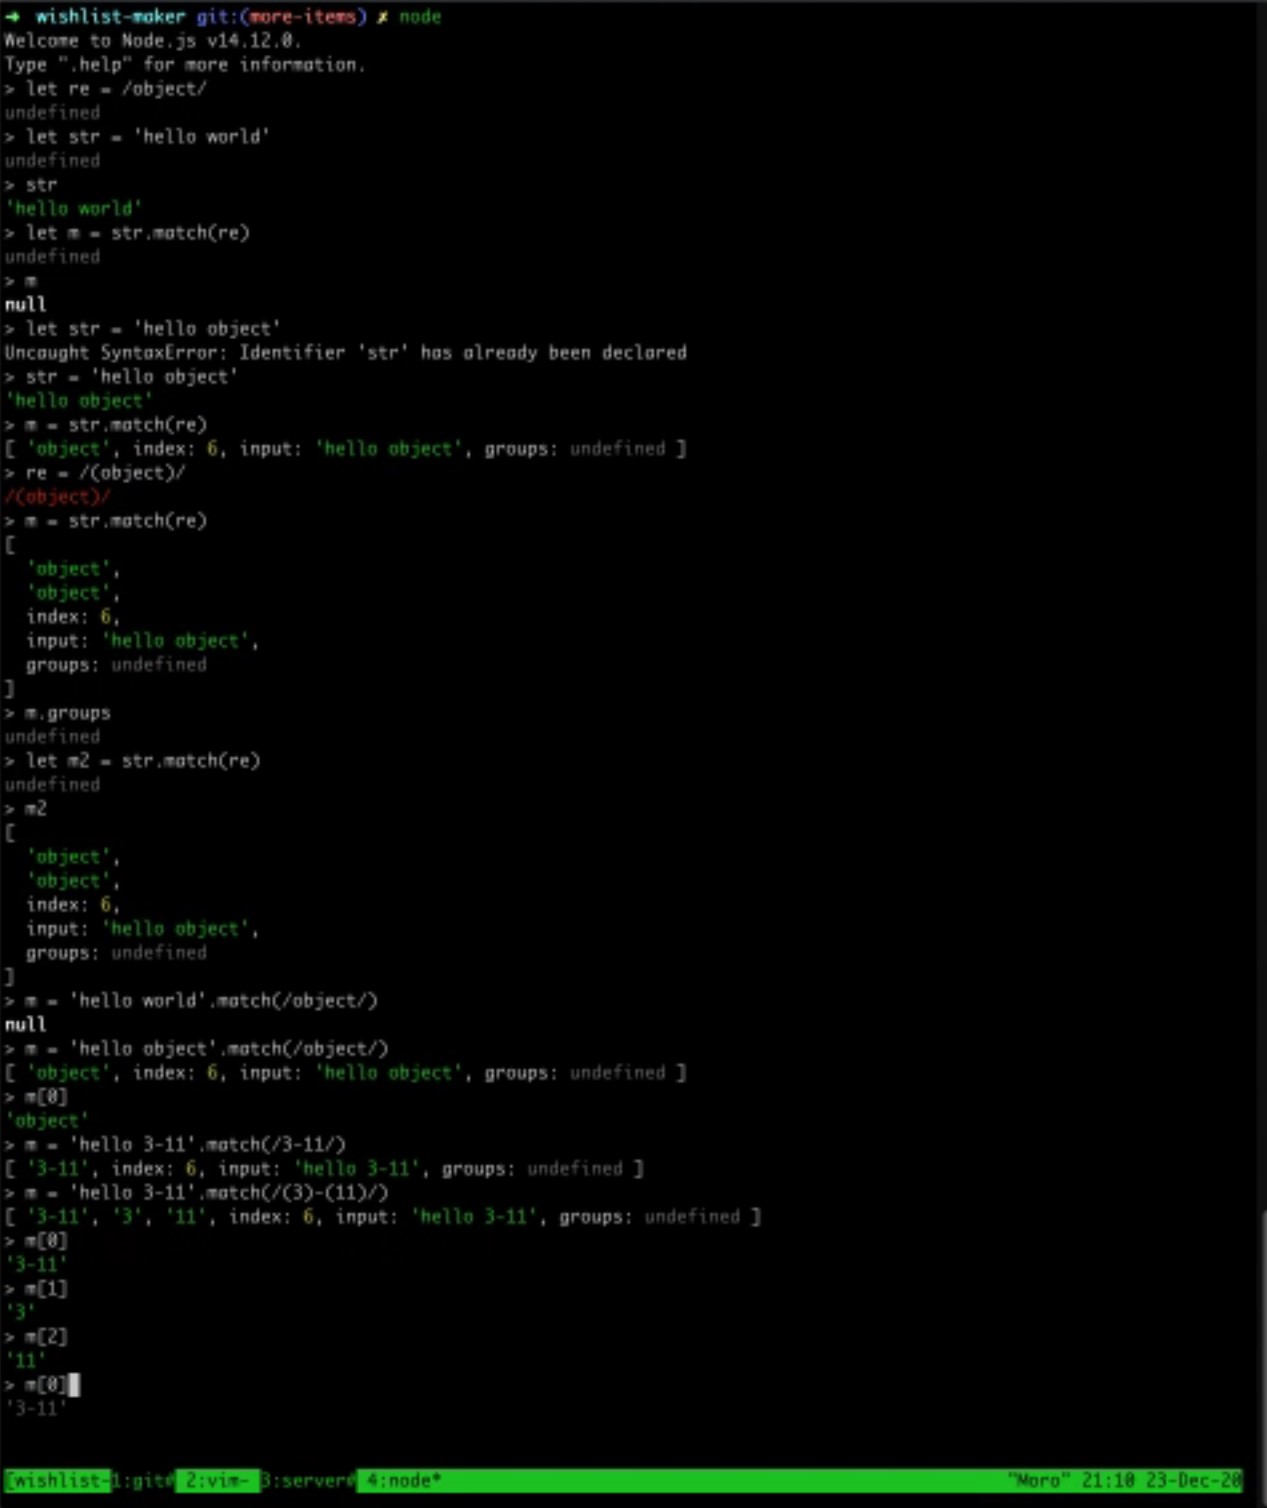 ➜ wishlist-maker git:(more-items) ✗ node
Welcome to Node.js v14.12.0.
Type ".help" for more information.
> let re = /object/
undefined
> let str = 'hello world'
undefined
> str
'hello world'
> let m = str.match(re)
undefined
> m
null
> let str = 'hello object'
Uncaught SyntaxError: Identifier 'str' has already been declared
> str = 'hello object'
'hello object'
> m = str.match(re)
[ 'object', index: 6, input: 'hello object', groups: undefined ]
> re = /(object)/
/(object)/
> m = str.match(re)
[
  'object',
  'object',
  index: 6,
  input: 'hello object',
  groups: undefined
]
> m.groups
undefined
> let m2 = str.match(re)
undefined
> m2
[
  'object',
  'object',
  index: 6,
  input: 'hello object',
  groups: undefined
]
> m = 'hello world'.match(/object/)
null
> m = 'hello object'.match(/object/)
[ 'object', index: 6, input: 'hello object', groups: undefined ]
> m[0]
'object'
> m = 'hello 3-11'.match(/3-11/)
[ '3-11', index: 6, input: 'hello 3-11', groups: undefined ]
> m = 'hello 3-11'.match(/(3)-(11)/)
[ '3-11', '3', '11', index: 6, input: 'hello 3-11', groups: undefined ]
> m[0]
'3-11'
> m[1]
'3'
> m[2]
'11'
> m[0]
'3-11'
[wishlist-1:git# 2:vim- 3:server# 4:node* "Moro" 21:10 23-Dec-20